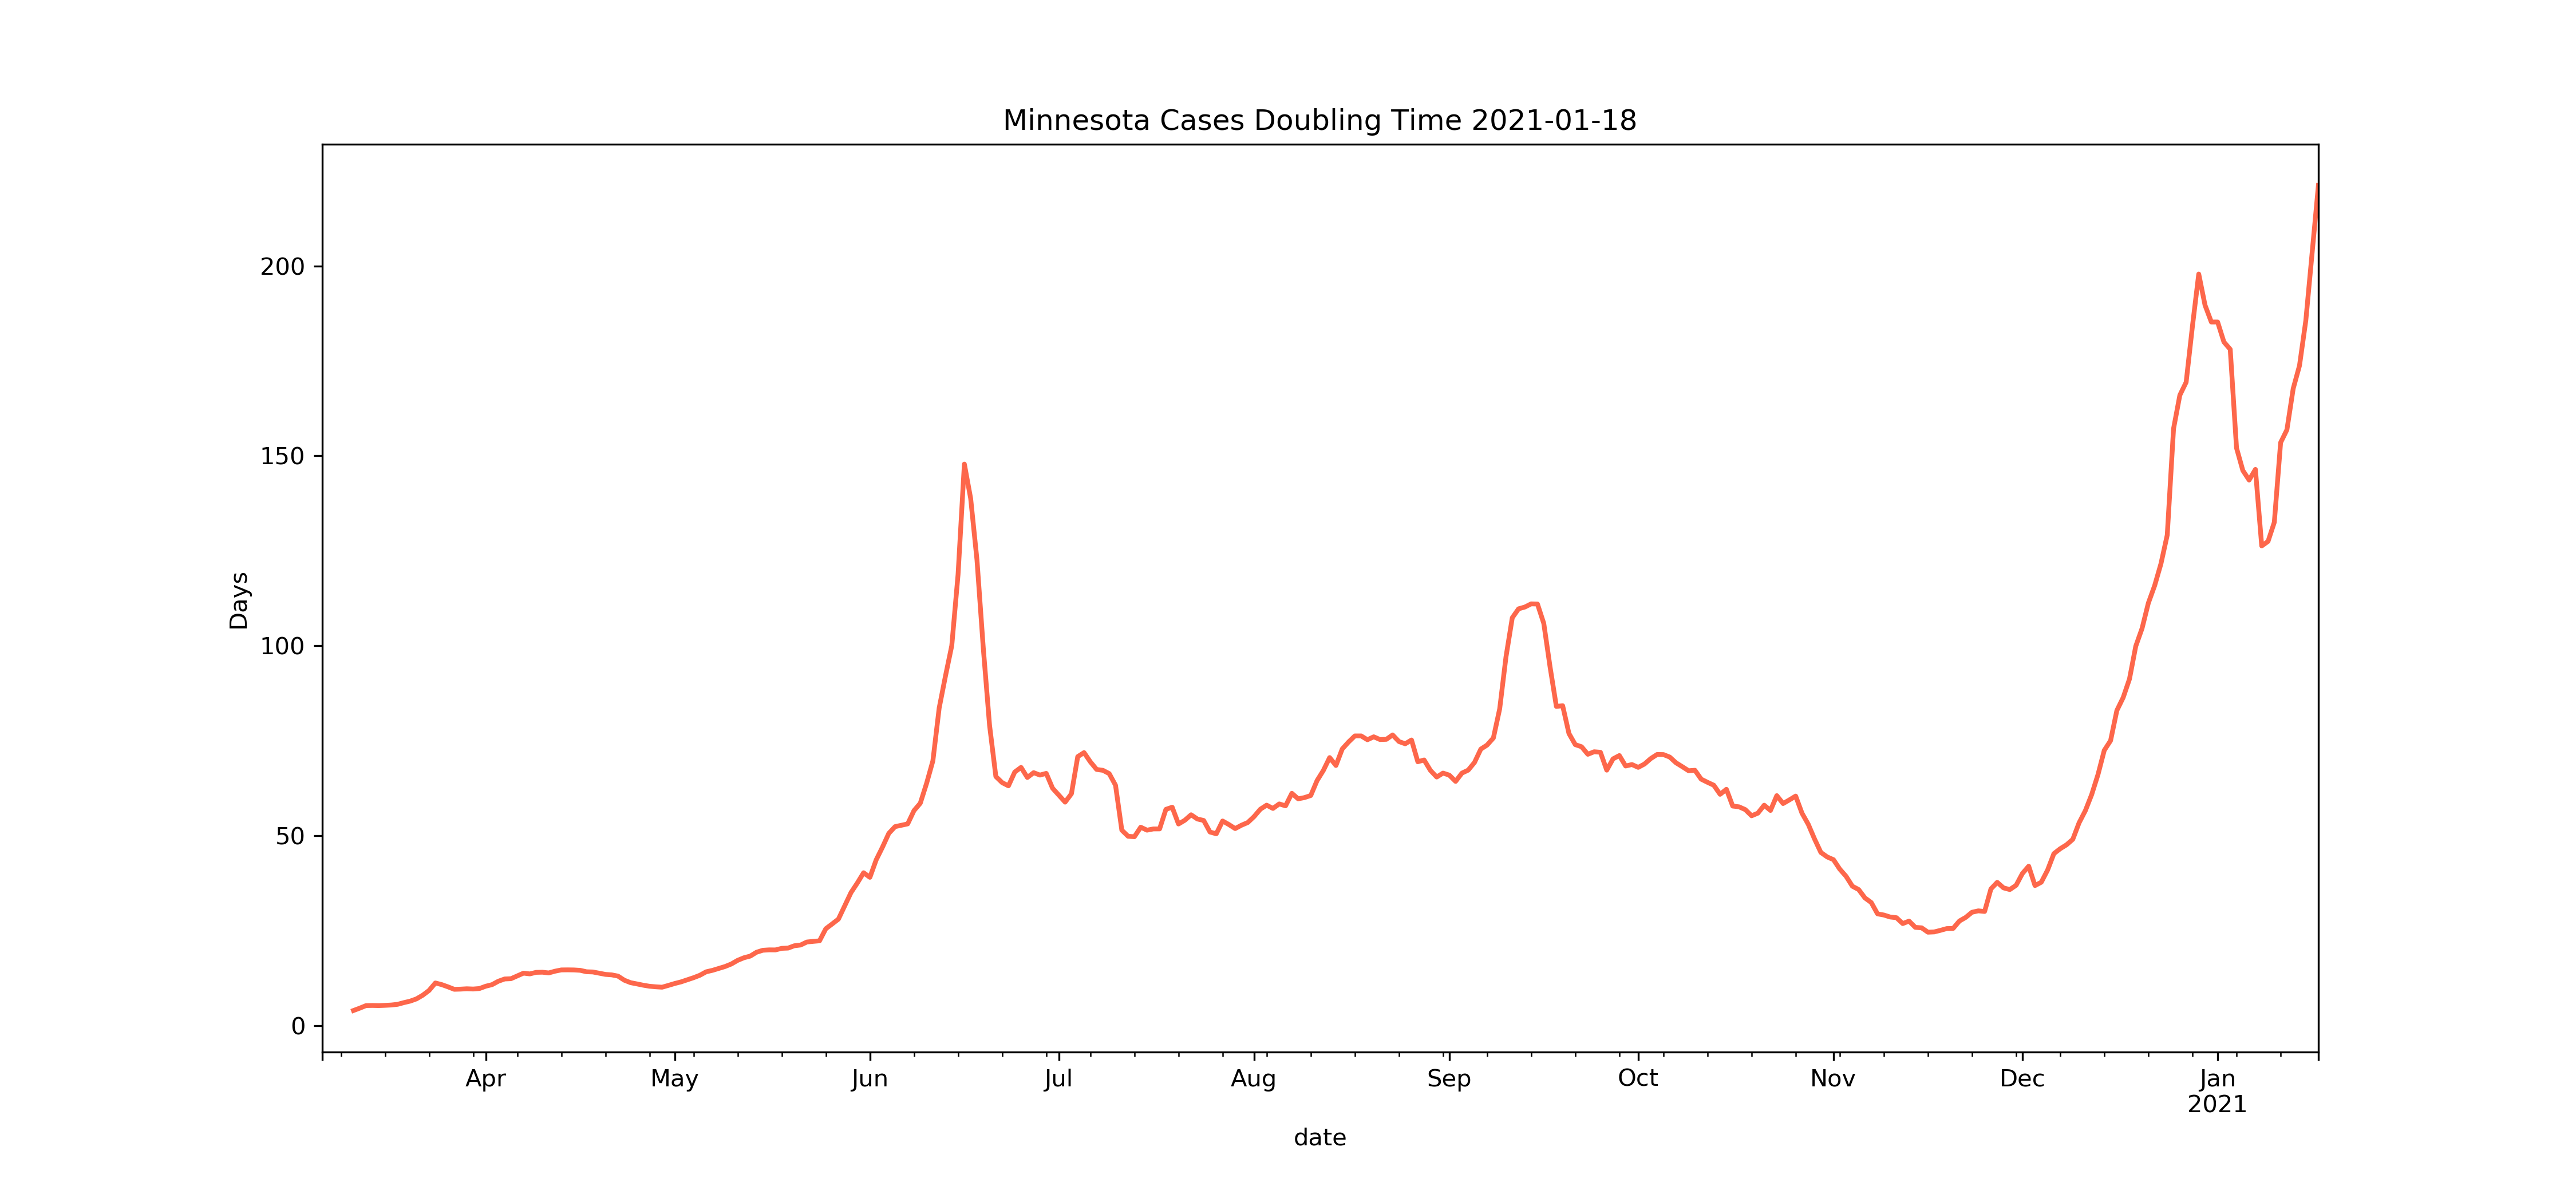 Minnesota Cases Doubling Time 2021-01-18
200
150
100
50
0
Days
Apr May Jun Jul Aug Sep Oct Nov Dec Jan
2021
date